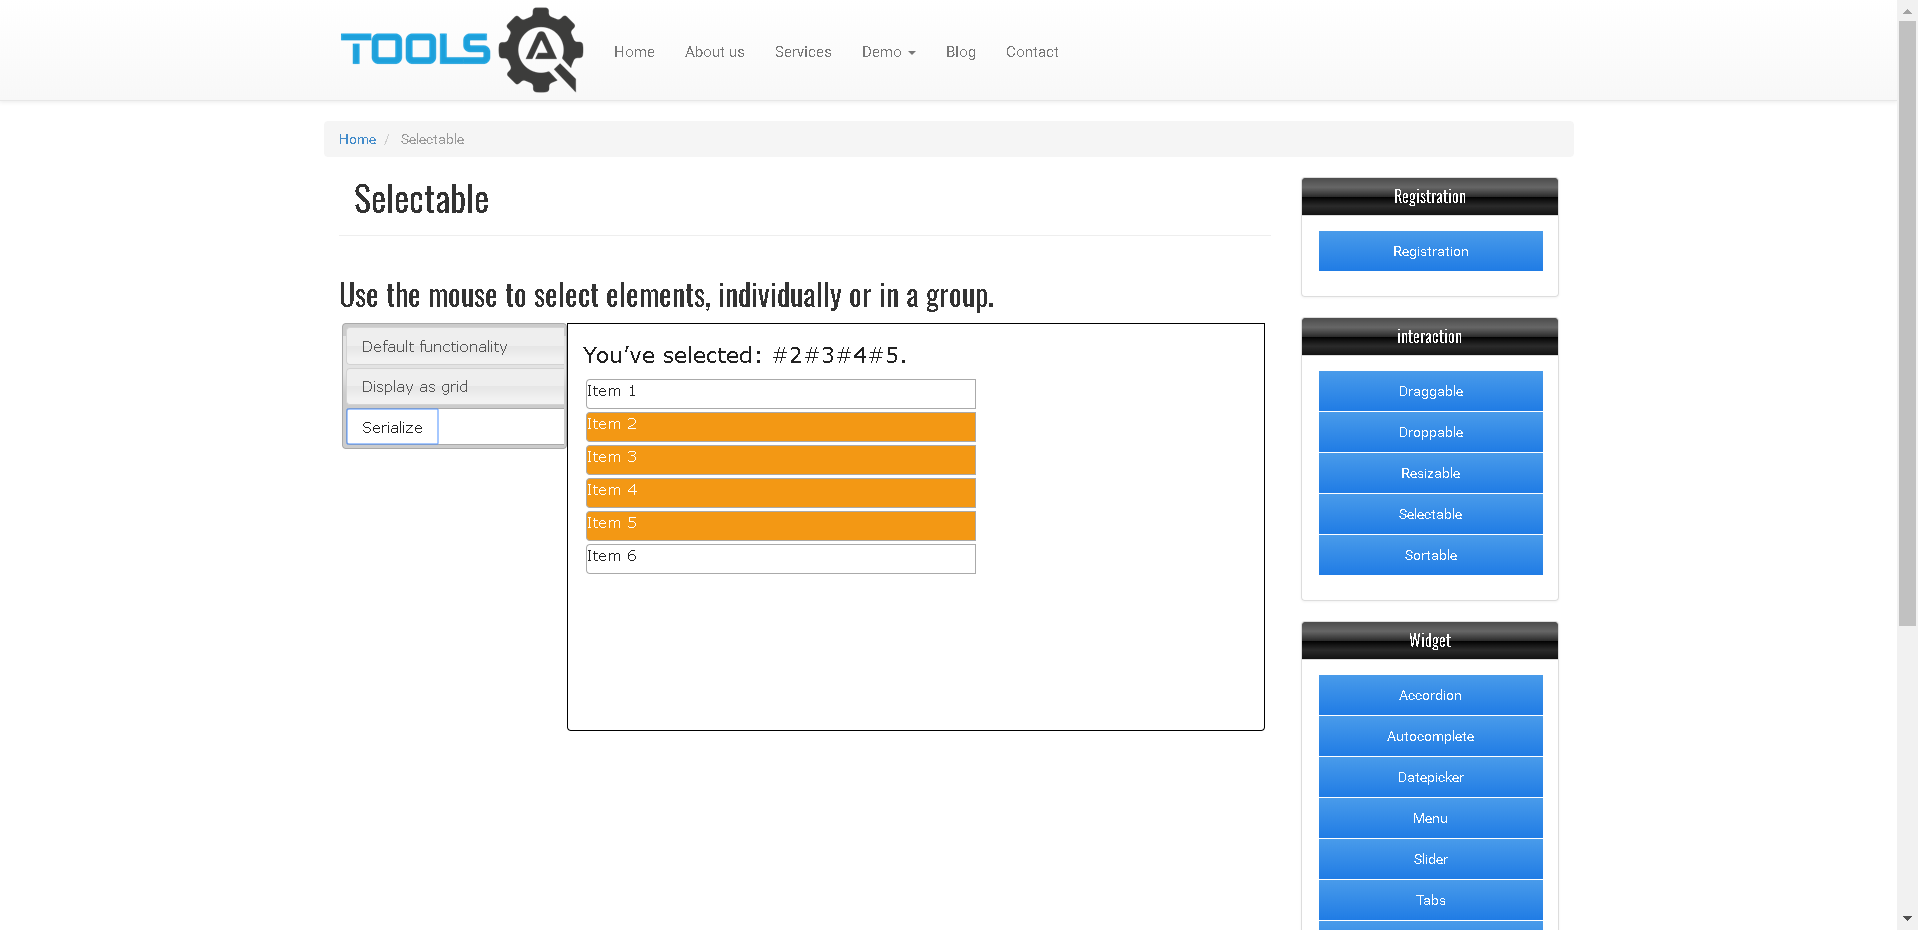 TOOLS QA
Home About us Services Demo Blog Contact
Home / Selectable
Selectable
Use the mouse to select elements, individually or in a group.
Default functionality
Display as grid
Serialize
You've selected: #2#3#4#5.
Item 1
Item 2
Item 3
Item 4
Item 5
Item 6
Registration
Registration
interaction
Draggable
Droppable
Resizable
Selectable
Sortable
Widget
Accordion
Autocomplete
Datepicker
Menu
Slider
Tabs